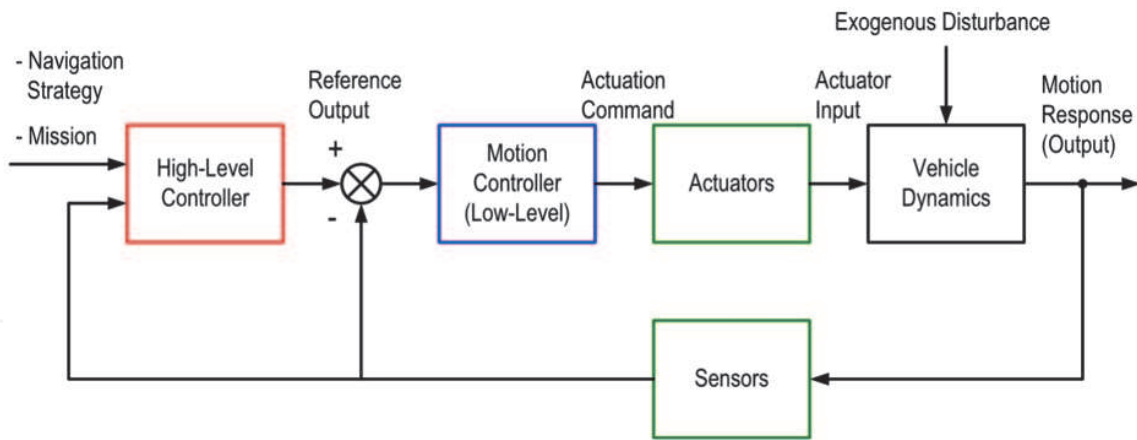 Exogenous Disturbance
- Navigation
Strategy
- Mission
Reference
Output
Actuation
Command
Actuator
Input
Motion
Response
(Output)
+
-
High-Level
Controller
Motion
Controller
(Low-Level)
Actuators
Vehicle
Dynamics
Sensors